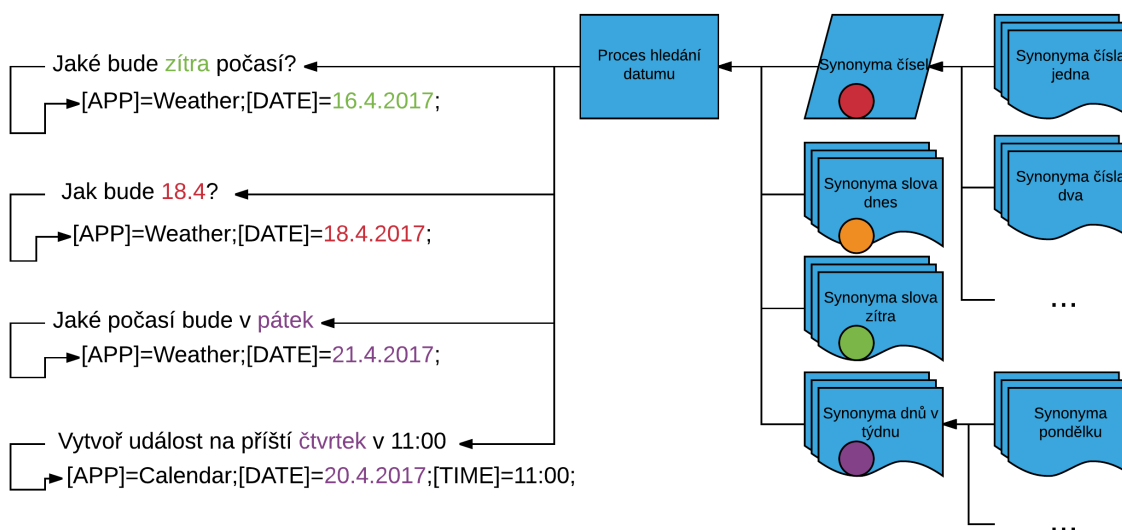 Jaké bude zítra počasí?
[APP]=Weather;[DATE]=16.4.2017;
Jak bude 18.4?
[APP]=Weather;[DATE]=18.4.2017;
Jaké počasí bude v pátek
[APP]=Weather;[DATE]=21.4.2017;
Vytvoř událost na příští čtvrtek v 11:00
[APP]=Calendar;[DATE]=20.4.2017;[TIME]=11:00;
Proces hledání
datumu
Synonyma čísel
Synonyma slova
dnes
Synonyma slova
zítra
Synonyma dnů v
týdnu
Synonyma čísla
jedna
Synonyma čísla
dva
...
Synonyma
pondělku
...